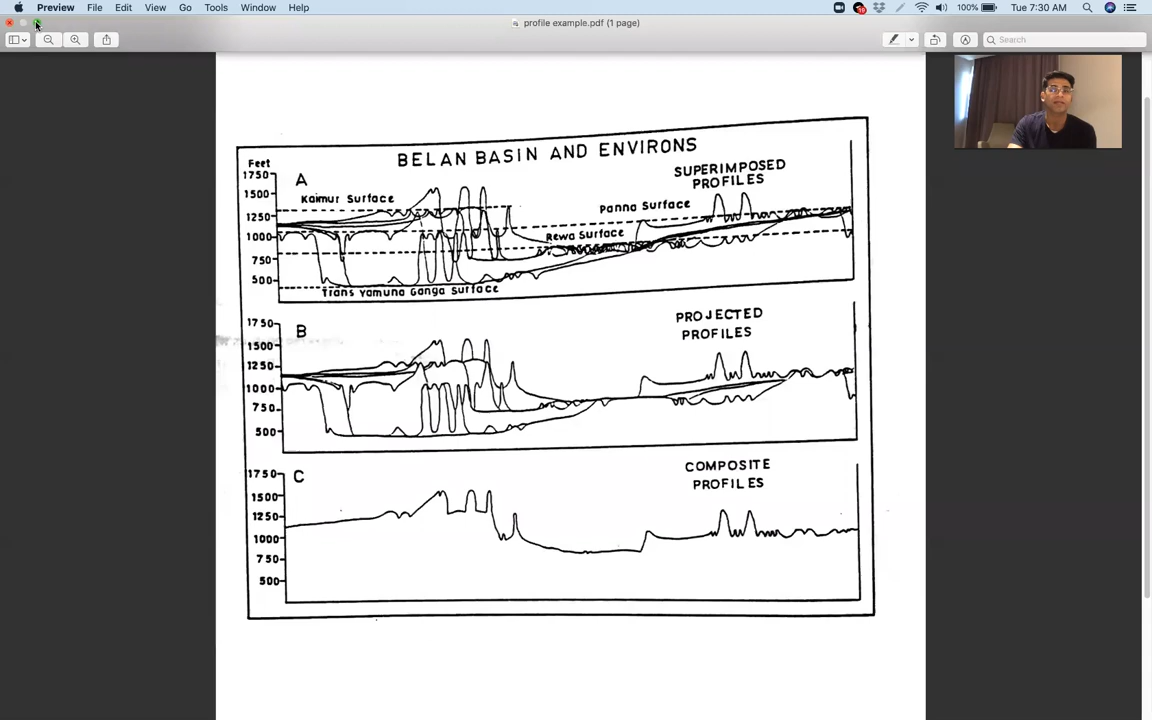 Preview File Edit View Go Tools Window Help 100% Tue 7:30 AM
profile example.pdf (1 page)
Search
BELAN BASIN AND ENVIRONS
Feet
1750
1500
1250
1000
750
500
A
SUPERIMPOSED
PROFILES
Kaimur Surface
Panna Surface
Rewa Surface
Trans Yamuna Ganga Surface
1750
1500
1250
1000
750
500
B
PROJECTED
PROFILES
1750
1500
1250
1000
750
500
C
COMPOSITE
PROFILES